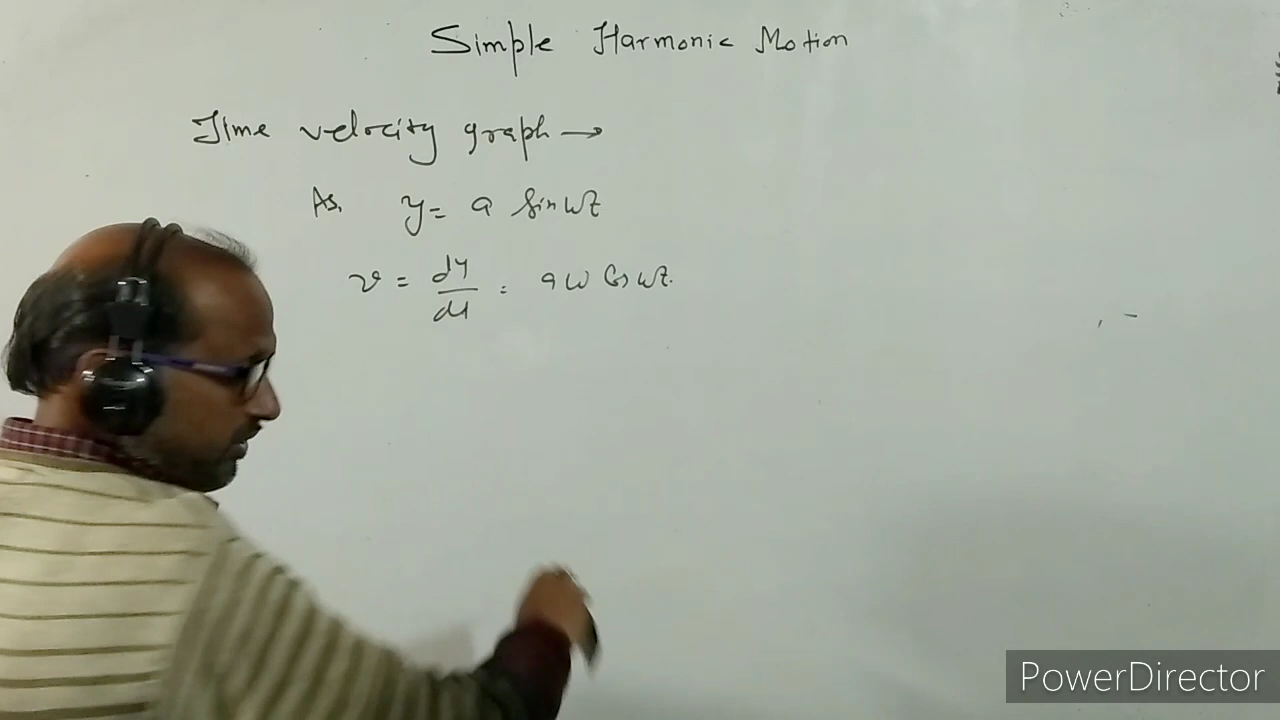 Simple Harmonic Motion
Time velocity graph →
As, y = a sin ωt
v = dy/dt = aω cos ωt.
PowerDirector